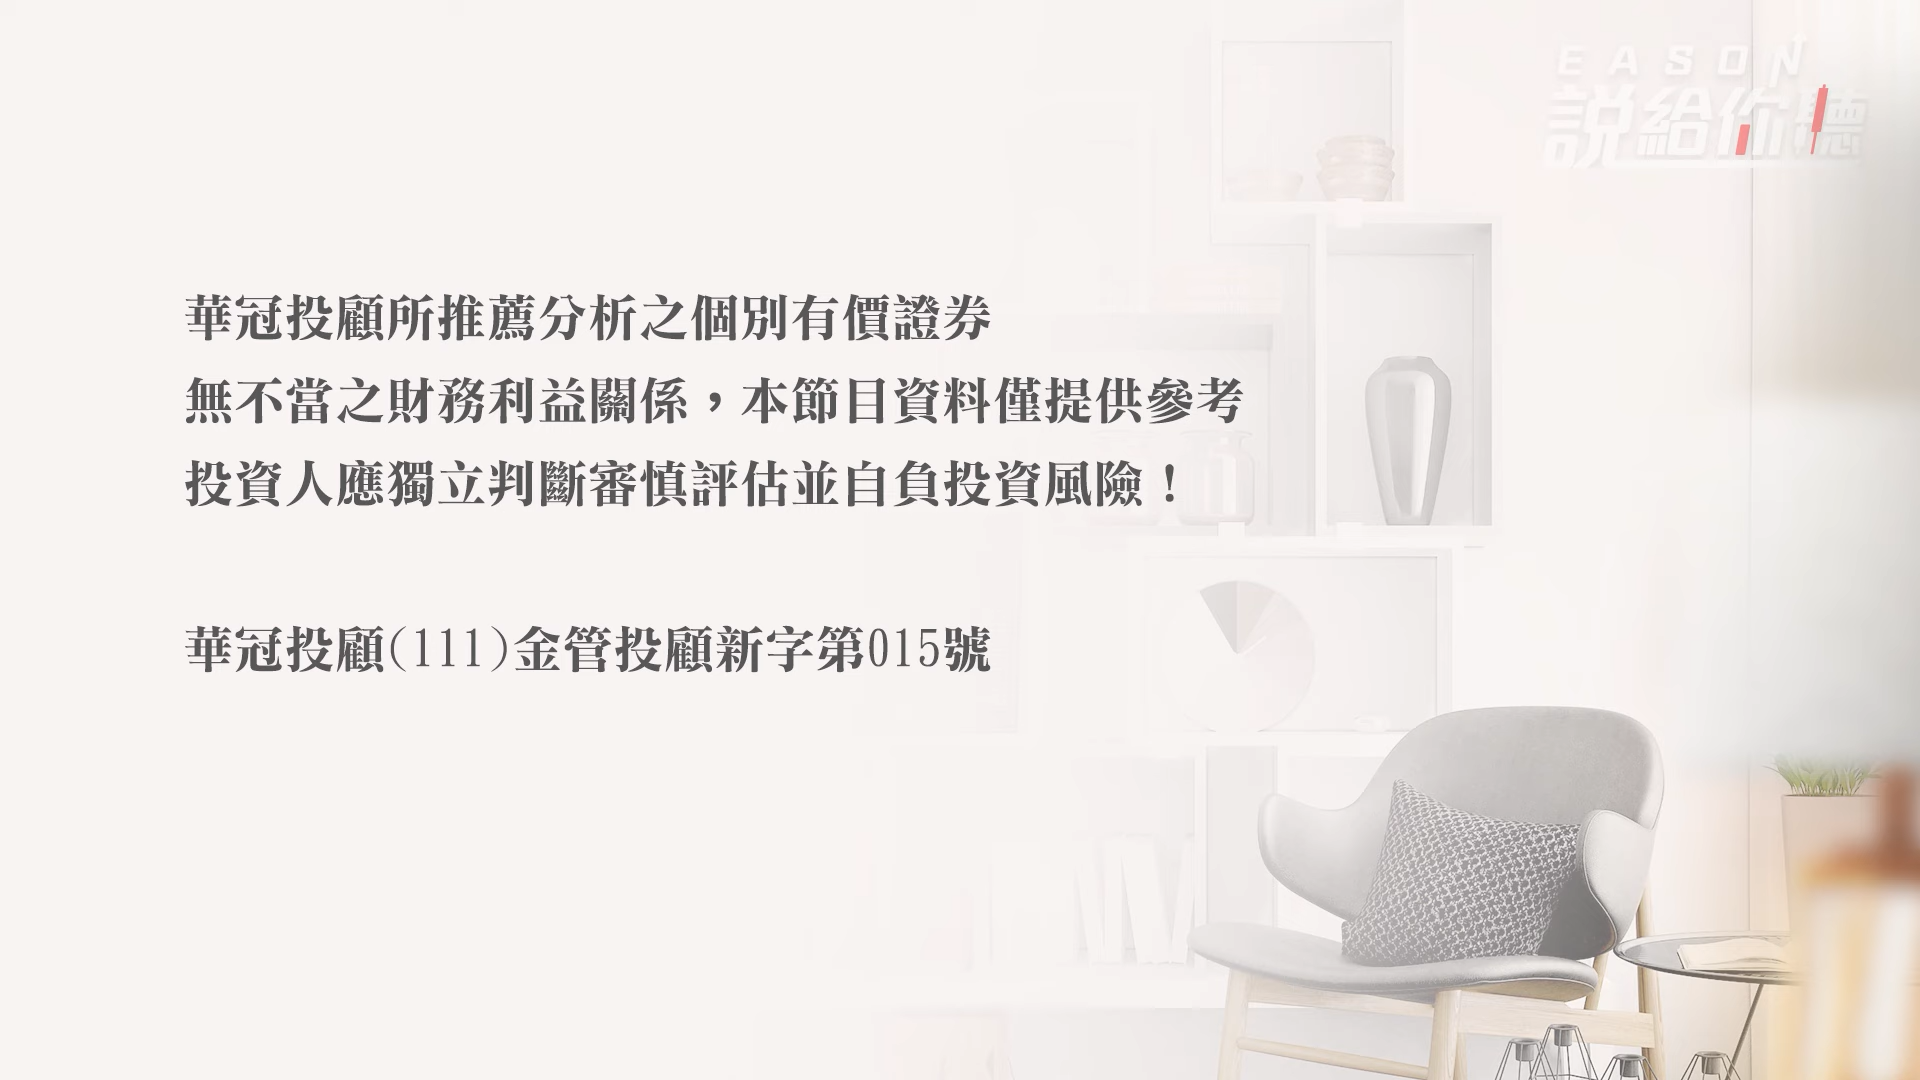 EASON
說給你聽
華冠投顧所推薦分析之個別有價證券
無不當之財務利益關係，本節目資料僅提供參考
投資人應獨立判斷審慎評估並自負投資風險！
華冠投顧(111)金管投顧新字第015號